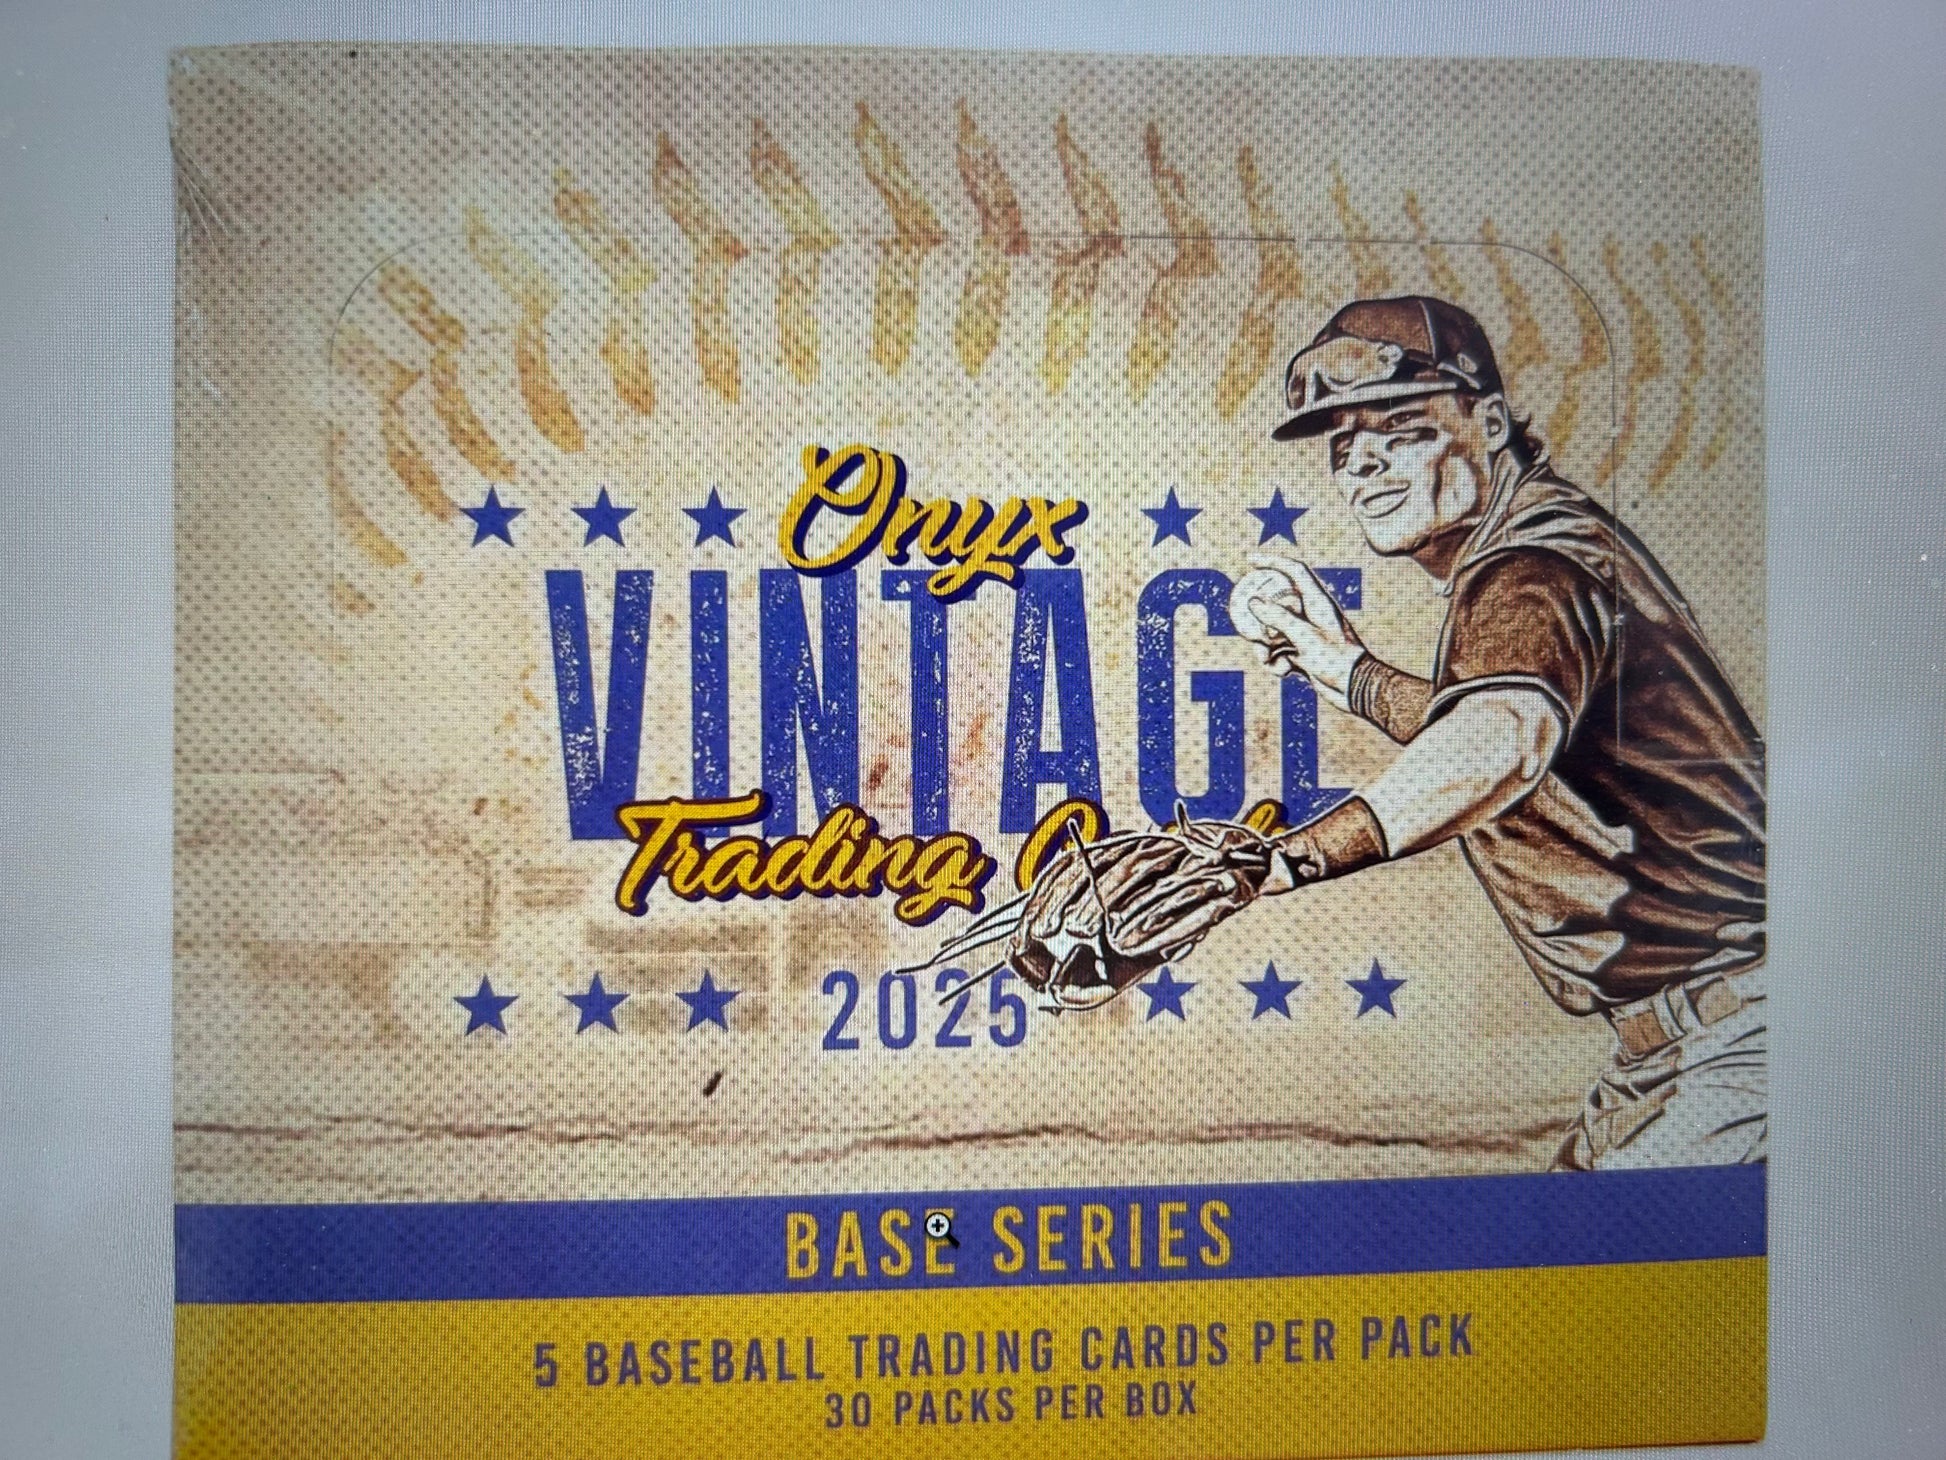 Onyx
VINTAGE
Trading
2025
BASE SERIES
5 BASEBALL TRADING CARDS PER PACK
30 PACKS PER BOX